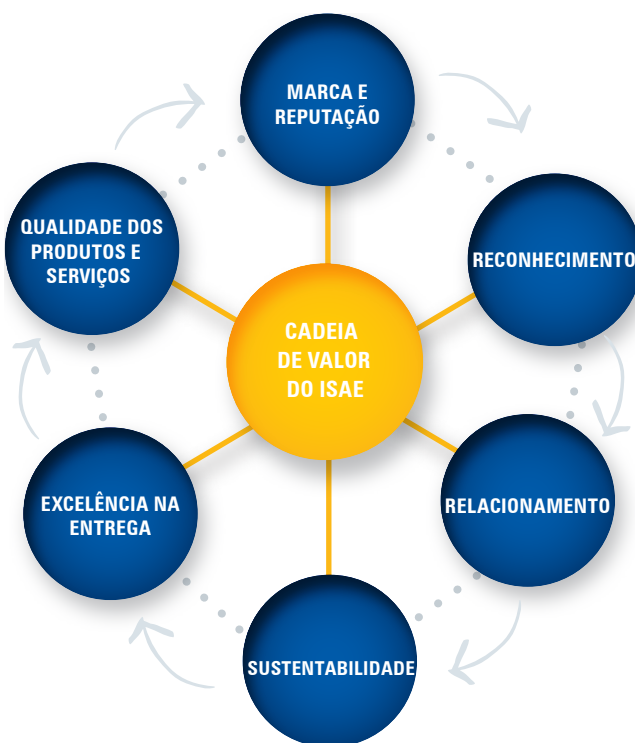 MARCA E
REPUTAÇÃO
RECONHECIMENTO
RELACIONAMENTO
SUSTENTABILIDADE
EXCELÊNCIA NA
ENTREGA
QUALIDADE DOS
PRODUTOS E
SERVIÇOS
CADEIA
DE VALOR
DO ISAE